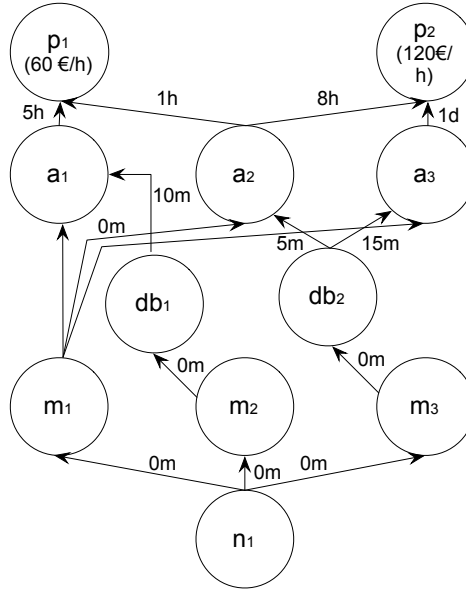 p1
(60 €/h)
p2
(120€/
h)
1h
8h
5h
1d
a1
a2
a3
10m
0m
5m
15m
db1
db2
0m
0m
m1
m2
m3
0m
0m
0m
n1